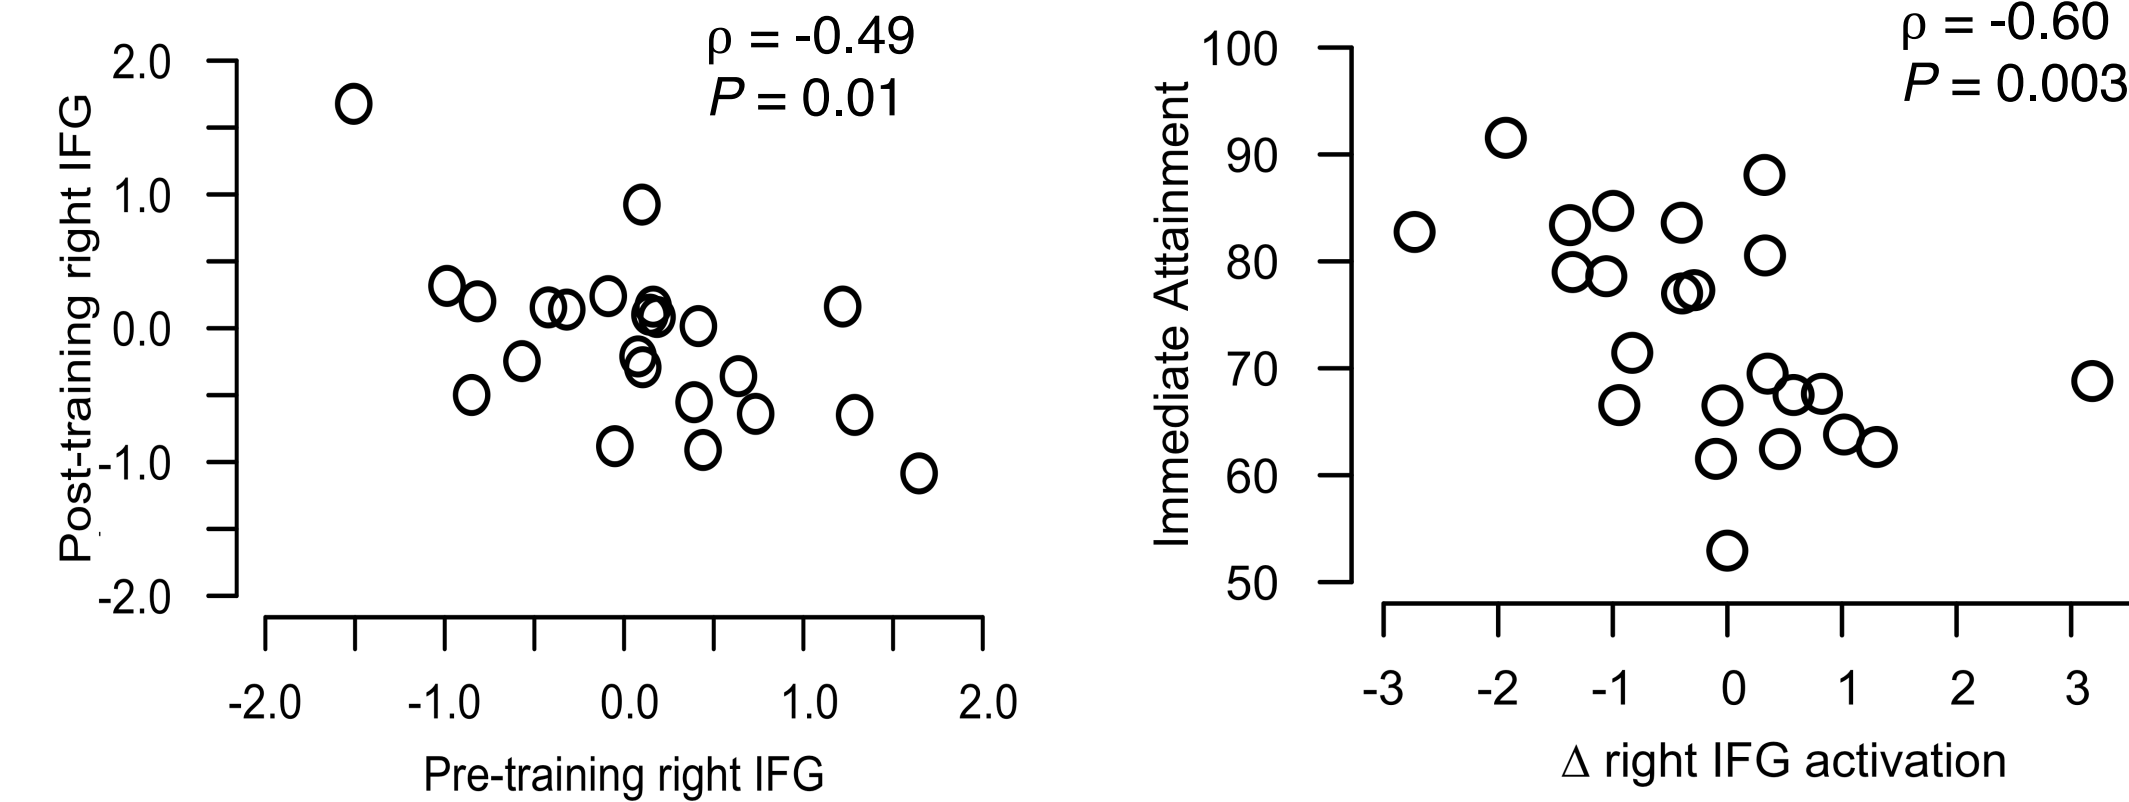 ρ = -0.49
P = 0.01
2.0
1.0
0.0
-1.0
-2.0
Post-training right IFG
-2.0 -1.0 0.0 1.0 2.0
Pre-training right IFG
ρ = -0.60
P = 0.003
100
90
80
70
60
50
Immediate Attainment
-3 -2 -1 0 1 2 3
Δ right IFG activation